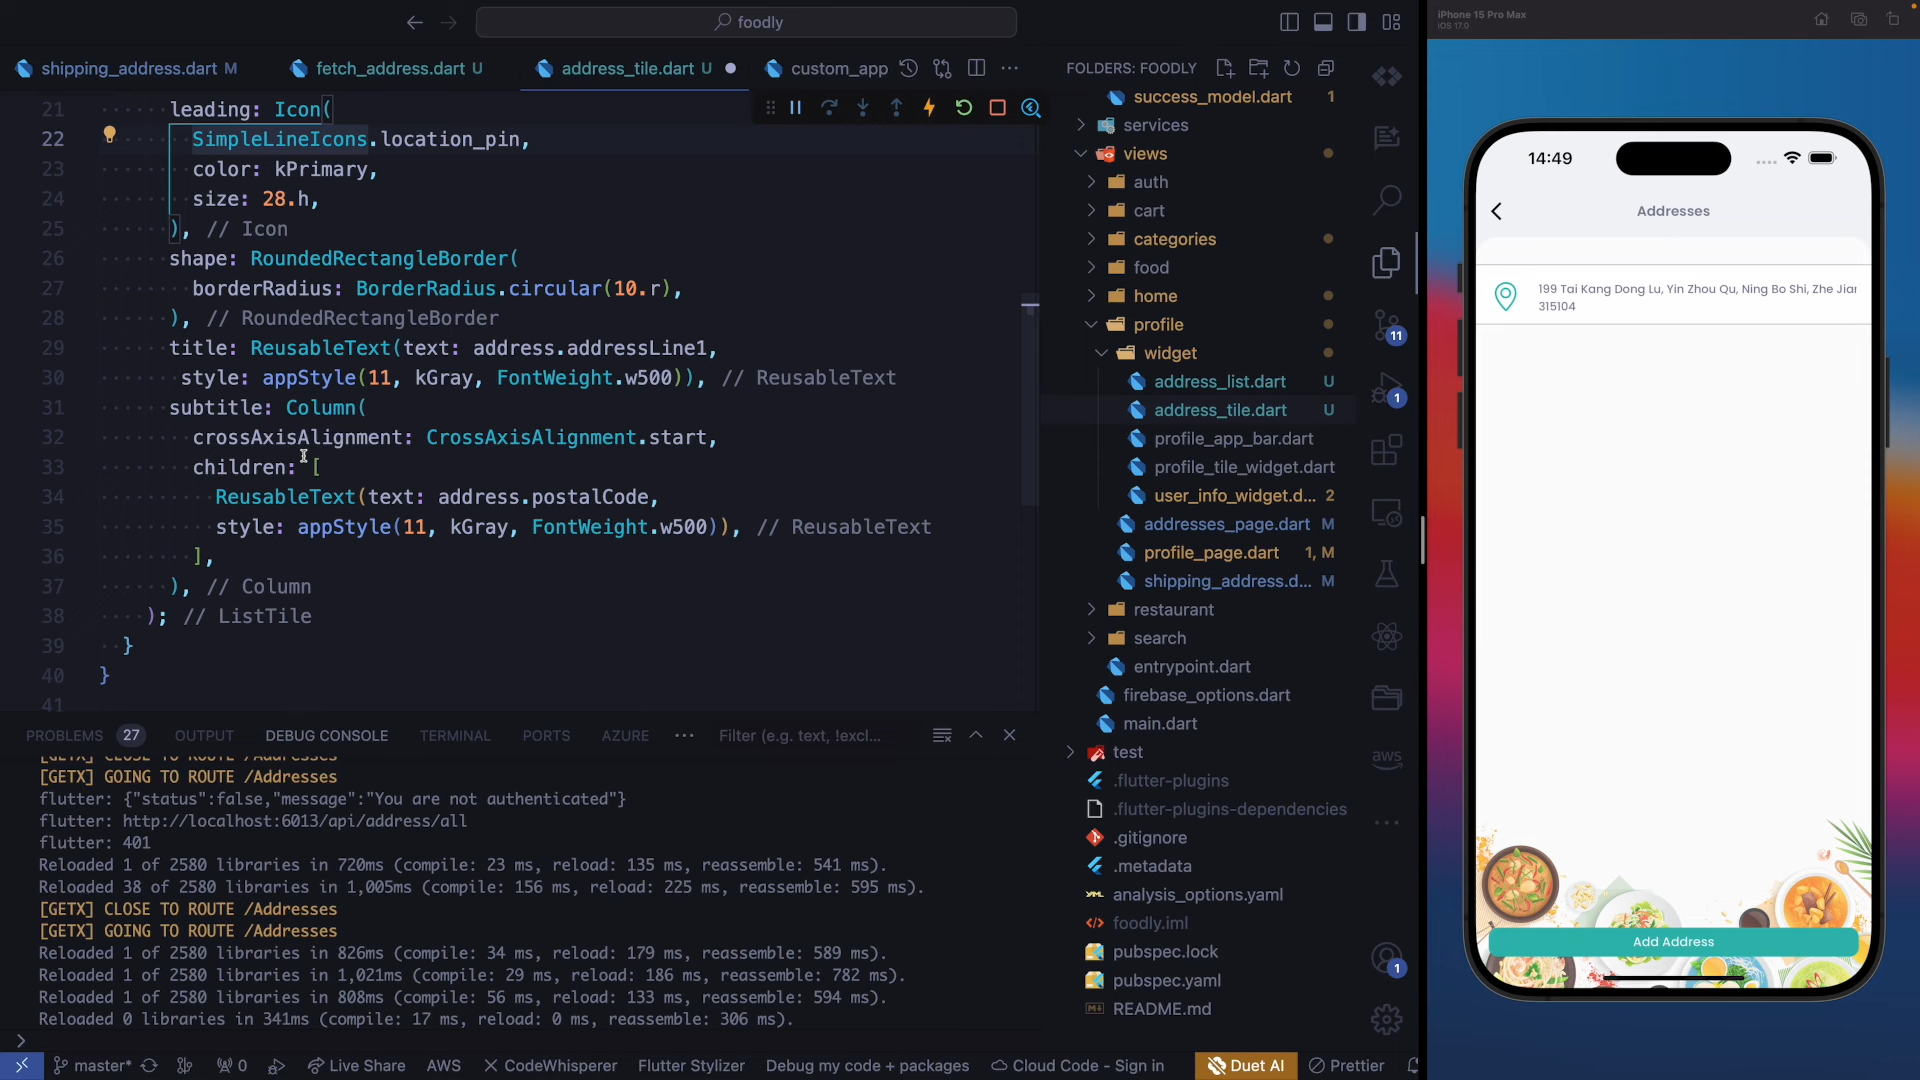 foodly
shipping_address.dart M
fetch_address.dart U
address_tile.dart U
custom_app
21 leading: Icon(
22 SimpleLineIcons.location_pin,
23 color: kPrimary,
24 size: 28.h,
25 ), // Icon
26 shape: RoundedRectangleBorder(
27 borderRadius: BorderRadius.circular(10.r),
28 ), // RoundedRectangleBorder
29 title: ReusableText(text: address.addressLine1,
30 style: appStyle(11, kGray, FontWeight.w500)), // ReusableText
31 subtitle: Column(
32 crossAxisAlignment: CrossAxisAlignment.start,
33 children: [
34 ReusableText(text: address.postalCode,
35 style: appStyle(11, kGray, FontWeight.w500)), // ReusableText
36 ],
37 ), // Column
38 ); // ListTile
39 }
40 }
41
PROBLEMS 27 OUTPUT DEBUG CONSOLE TERMINAL PORTS AZURE ··· Filter (e.g. text, !excl...
[GETX] CLOSE TO ROUTE /Addresses
[GETX] GOING TO ROUTE /Addresses
flutter: {"status":false,"message":"You are not authenticated"}
flutter: http://localhost:6013/api/address/all
flutter: 401
Reloaded 1 of 2580 libraries in 720ms (compile: 23 ms, reload: 135 ms, reassemble: 541 ms).
Reloaded 38 of 2580 libraries in 1,005ms (compile: 156 ms, reload: 225 ms, reassemble: 595 ms).
[GETX] CLOSE TO ROUTE /Addresses
[GETX] GOING TO ROUTE /Addresses
Reloaded 1 of 2580 libraries in 826ms (compile: 34 ms, reload: 179 ms, reassemble: 589 ms).
Reloaded 1 of 2580 libraries in 1,021ms (compile: 29 ms, reload: 186 ms, reassemble: 782 ms).
Reloaded 1 of 2580 libraries in 808ms (compile: 56 ms, reload: 133 ms, reassemble: 594 ms).
Reloaded 0 libraries in 341ms (compile: 17 ms, reload: 0 ms, reassemble: 306 ms).
master* 0 Live Share AWS CodeWhisperer Flutter Stylizer Debug my code + packages Cloud Code - Sign in Duet AI Prettier
FOLDERS: FOODLY
success_model.dart 1
services
views
auth
cart
categories
food
home
profile
widget
address_list.dart U
address_tile.dart U
profile_app_bar.dart
profile_tile_widget.dart
user_info_widget.d... 2
addresses_page.dart M
profile_page.dart 1, M
shipping_address.d... M
restaurant
search
entrypoint.dart
firebase_options.dart
main.dart
test
.flutter-plugins
.flutter-plugins-dependencies
.gitignore
.metadata
analysis_options.yaml
foodly.iml
pubspec.lock
pubspec.yaml
README.md
11
1
aws
1
iPhone 15 Pro Max
iOS 17.0
14:49
Addresses
199 Tai Kang Dong Lu, Yin Zhou Qu, Ning Bo Shi, Zhe Jian
315104
Add Address